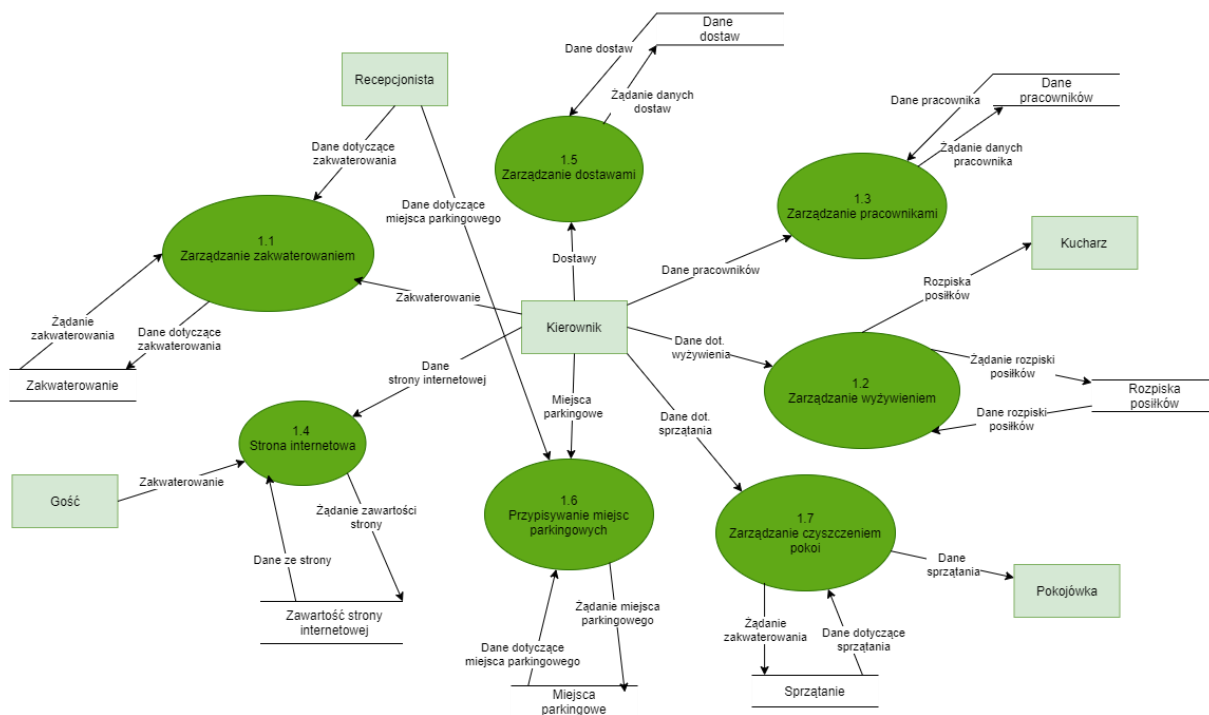 Dane
dostaw
Dane dostaw
Recepcjonista
Żądanie danych
dostaw
Dane
pracowników
Dane pracownika
Żądanie danych
pracownika
Dane dotyczące
zakwaterowania
1.5
Zarządzanie dostawami
1.3
Zarządzanie pracownikami
Dane dotyczące
miejsca parkingowego
1.1
Zarządzanie zakwaterowaniem
Kucharz
Dostawy
Dane pracowników
Rozpiska
posiłków
Zakwaterowanie
Kierownik
Żądanie
zakwaterowania
Dane dotyczące
zakwaterowania
Dane dot.
wyżywienia
Zakwaterowanie
Dane
strony internetowej
1.2
Zarządzanie wyżywieniem
Żądanie rozpiski
posiłków
Rozpiska
posiłków
Dane rozpiski
posiłków
Miejsca
parkingowe
Dane dot.
sprzątania
1.4
Strona internetowa
Gość
Zakwaterowanie
1.6
Przypisywanie miejsc
parkingowych
1.7
Zarządzanie czyszczeniem
pokoi
Żądanie zawartości
strony
Dane ze strony
Dane
sprzątania
Pokojówka
Zawartość strony
internetowej
Żądanie miejsca
parkingowego
Dane dotyczące
miejsca parkingowego
Żądanie
zakwaterowania
Dane dotyczące
sprzątania
Miejsca
parkingowe
Sprzątanie